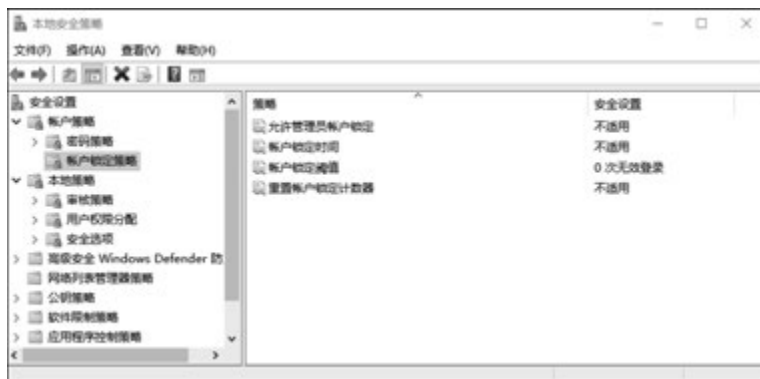 本地安全策略
文件(F) 操作(A) 查看(V) 帮助(H)
安全设置
帐户策略
密码策略
帐户锁定策略
本地策略
审核策略
用户权限分配
安全选项
高级安全 Windows Defender 防
网络列表管理器策略
公钥策略
软件限制策略
应用程序控制策略
策略 安全设置
允许管理员帐户锁定 不适用
帐户锁定时间 不适用
帐户锁定阈值 0 次无效登录
重置帐户锁定计数器 不适用